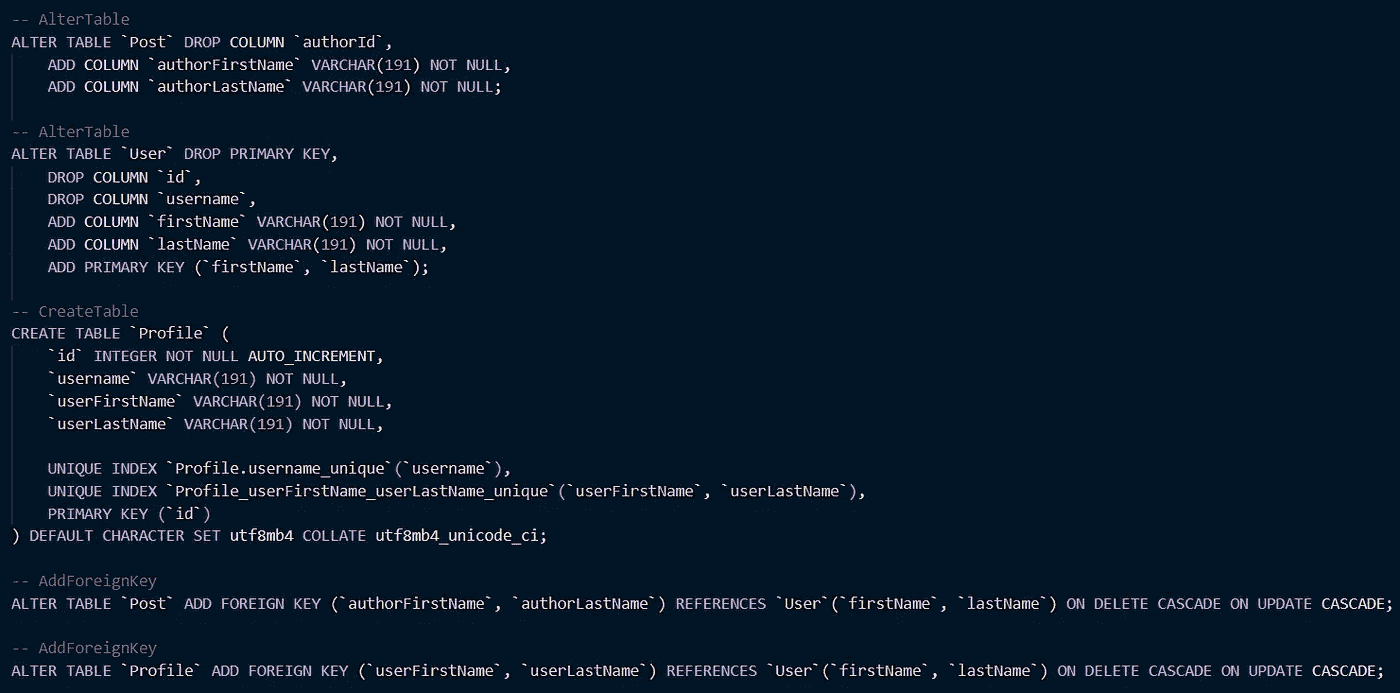 -- AlterTable
ALTER TABLE `Post` DROP COLUMN `authorId`,
    ADD COLUMN `authorFirstName` VARCHAR(191) NOT NULL,
    ADD COLUMN `authorLastName` VARCHAR(191) NOT NULL;

-- AlterTable
ALTER TABLE `User` DROP PRIMARY KEY,
    DROP COLUMN `id`,
    DROP COLUMN `username`,
    ADD COLUMN `firstName` VARCHAR(191) NOT NULL,
    ADD COLUMN `lastName` VARCHAR(191) NOT NULL,
    ADD PRIMARY KEY (`firstName`, `lastName`);

-- CreateTable
CREATE TABLE `Profile` (
    `id` INTEGER NOT NULL AUTO_INCREMENT,
    `username` VARCHAR(191) NOT NULL,
    `userFirstName` VARCHAR(191) NOT NULL,
    `userLastName` VARCHAR(191) NOT NULL,

    UNIQUE INDEX `Profile.username_unique`(`username`),
    UNIQUE INDEX `Profile_userFirstName_userLastName_unique`(`userFirstName`, `userLastName`),
    PRIMARY KEY (`id`)
) DEFAULT CHARACTER SET utf8mb4 COLLATE utf8mb4_unicode_ci;

-- AddForeignKey
ALTER TABLE `Post` ADD FOREIGN KEY (`authorFirstName`, `authorLastName`) REFERENCES `User`(`firstName`, `lastName`) ON DELETE CASCADE ON UPDATE CASCADE;

-- AddForeignKey
ALTER TABLE `Profile` ADD FOREIGN KEY (`userFirstName`, `userLastName`) REFERENCES `User`(`firstName`, `lastName`) ON DELETE CASCADE ON UPDATE CASCADE;